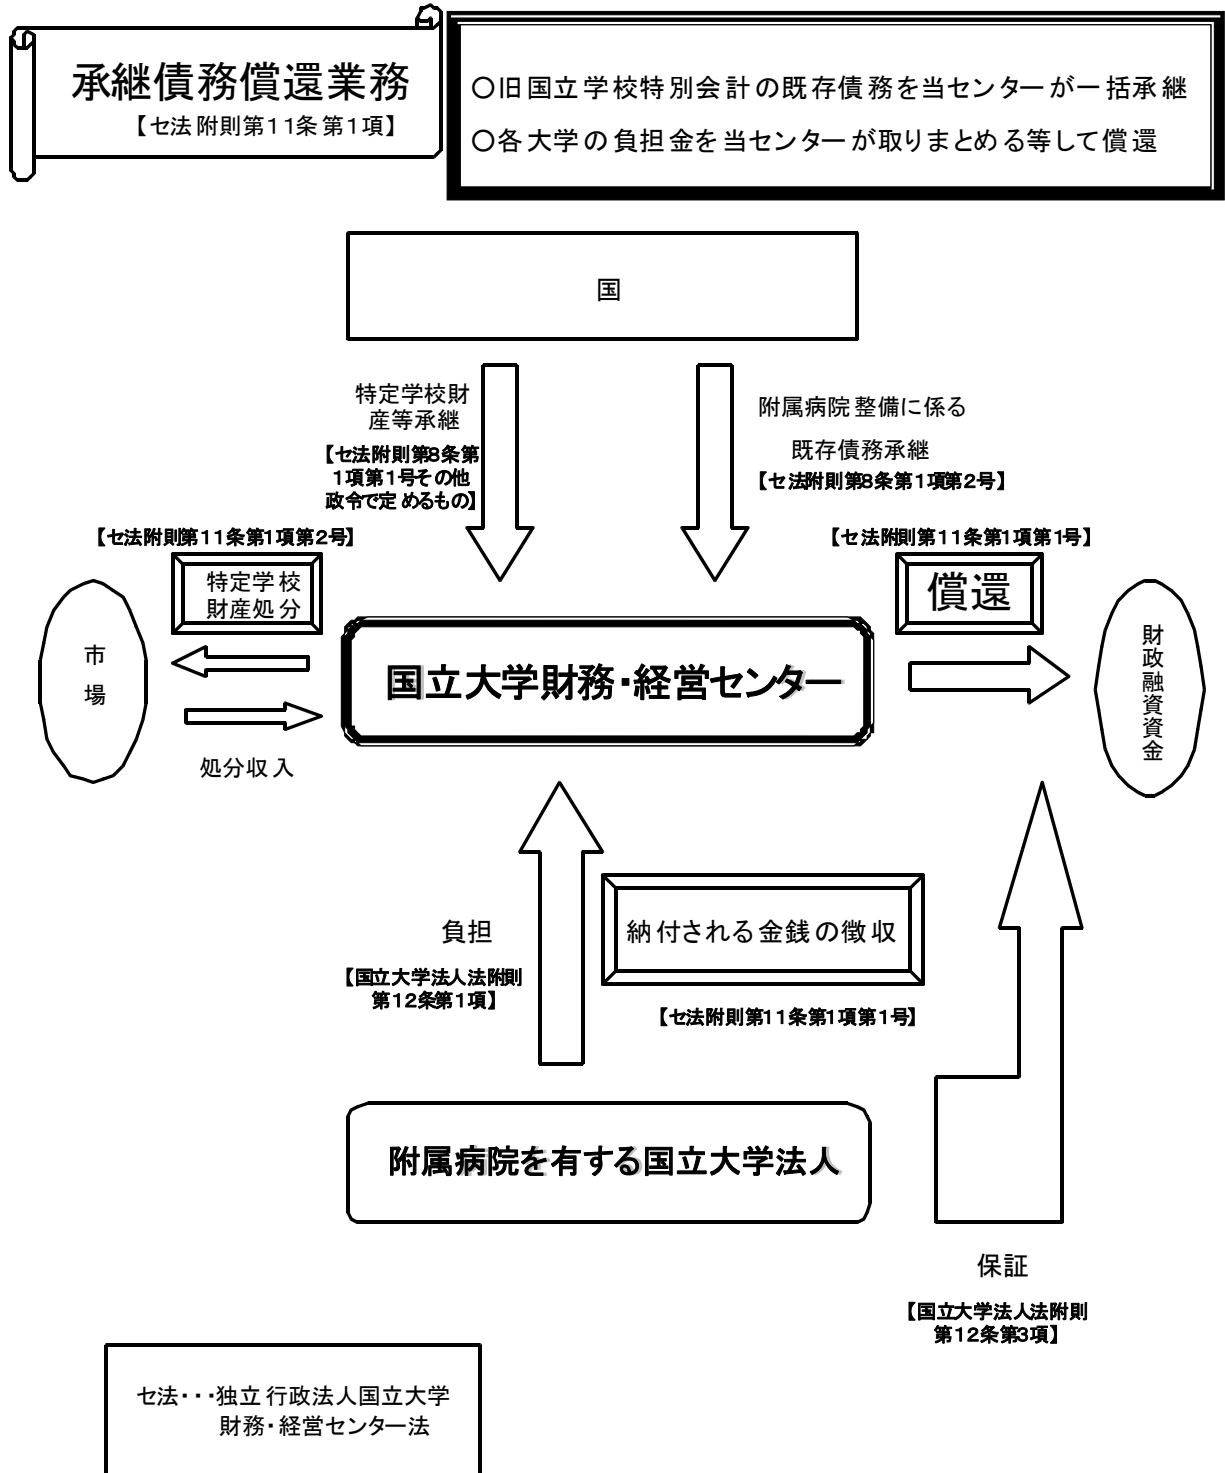 承継債務償還業務
【セ法附則第11条第1項】
○旧国立学校特別会計の既存債務を当センターが一括承継
○各大学の負担金を当センターが取りまとめる等して償還
国
特定学校財
産等承継
【セ法附則第8条第
1項第1号その他
政令で定めるもの】
附属病院整備に係る
既存債務承継
【セ法附則第8条第1項第2号】
【セ法附則第11条第1項第2号】
特定学校
財産処分
【セ法附則第11条第1項第1号】
償還
市
場
国立大学財務・経営センター
財政融資資金
処分収入
負担
【国立大学法人法附則
第12条第1項】
納付される金銭の徴収
【セ法附則第11条第1項第1号】
附属病院を有する国立大学法人
保証
【国立大学法人法附則
第12条第3項】
セ法・・・独立行政法人国立大学
財務・経営センター法